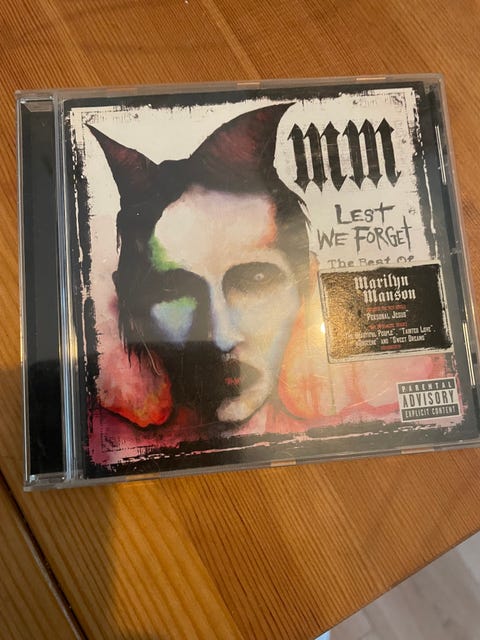 mm
LEST
WE FORGET
The Best Of
Marilyn
Manson
"PERSONAL JESUS"
BEAUTIFUL PEOPLE", "TAINTED LOVE",
AND "SWEET DREAMS"
PARENTAL
ADVISORY
EXPLICIT CONTENT